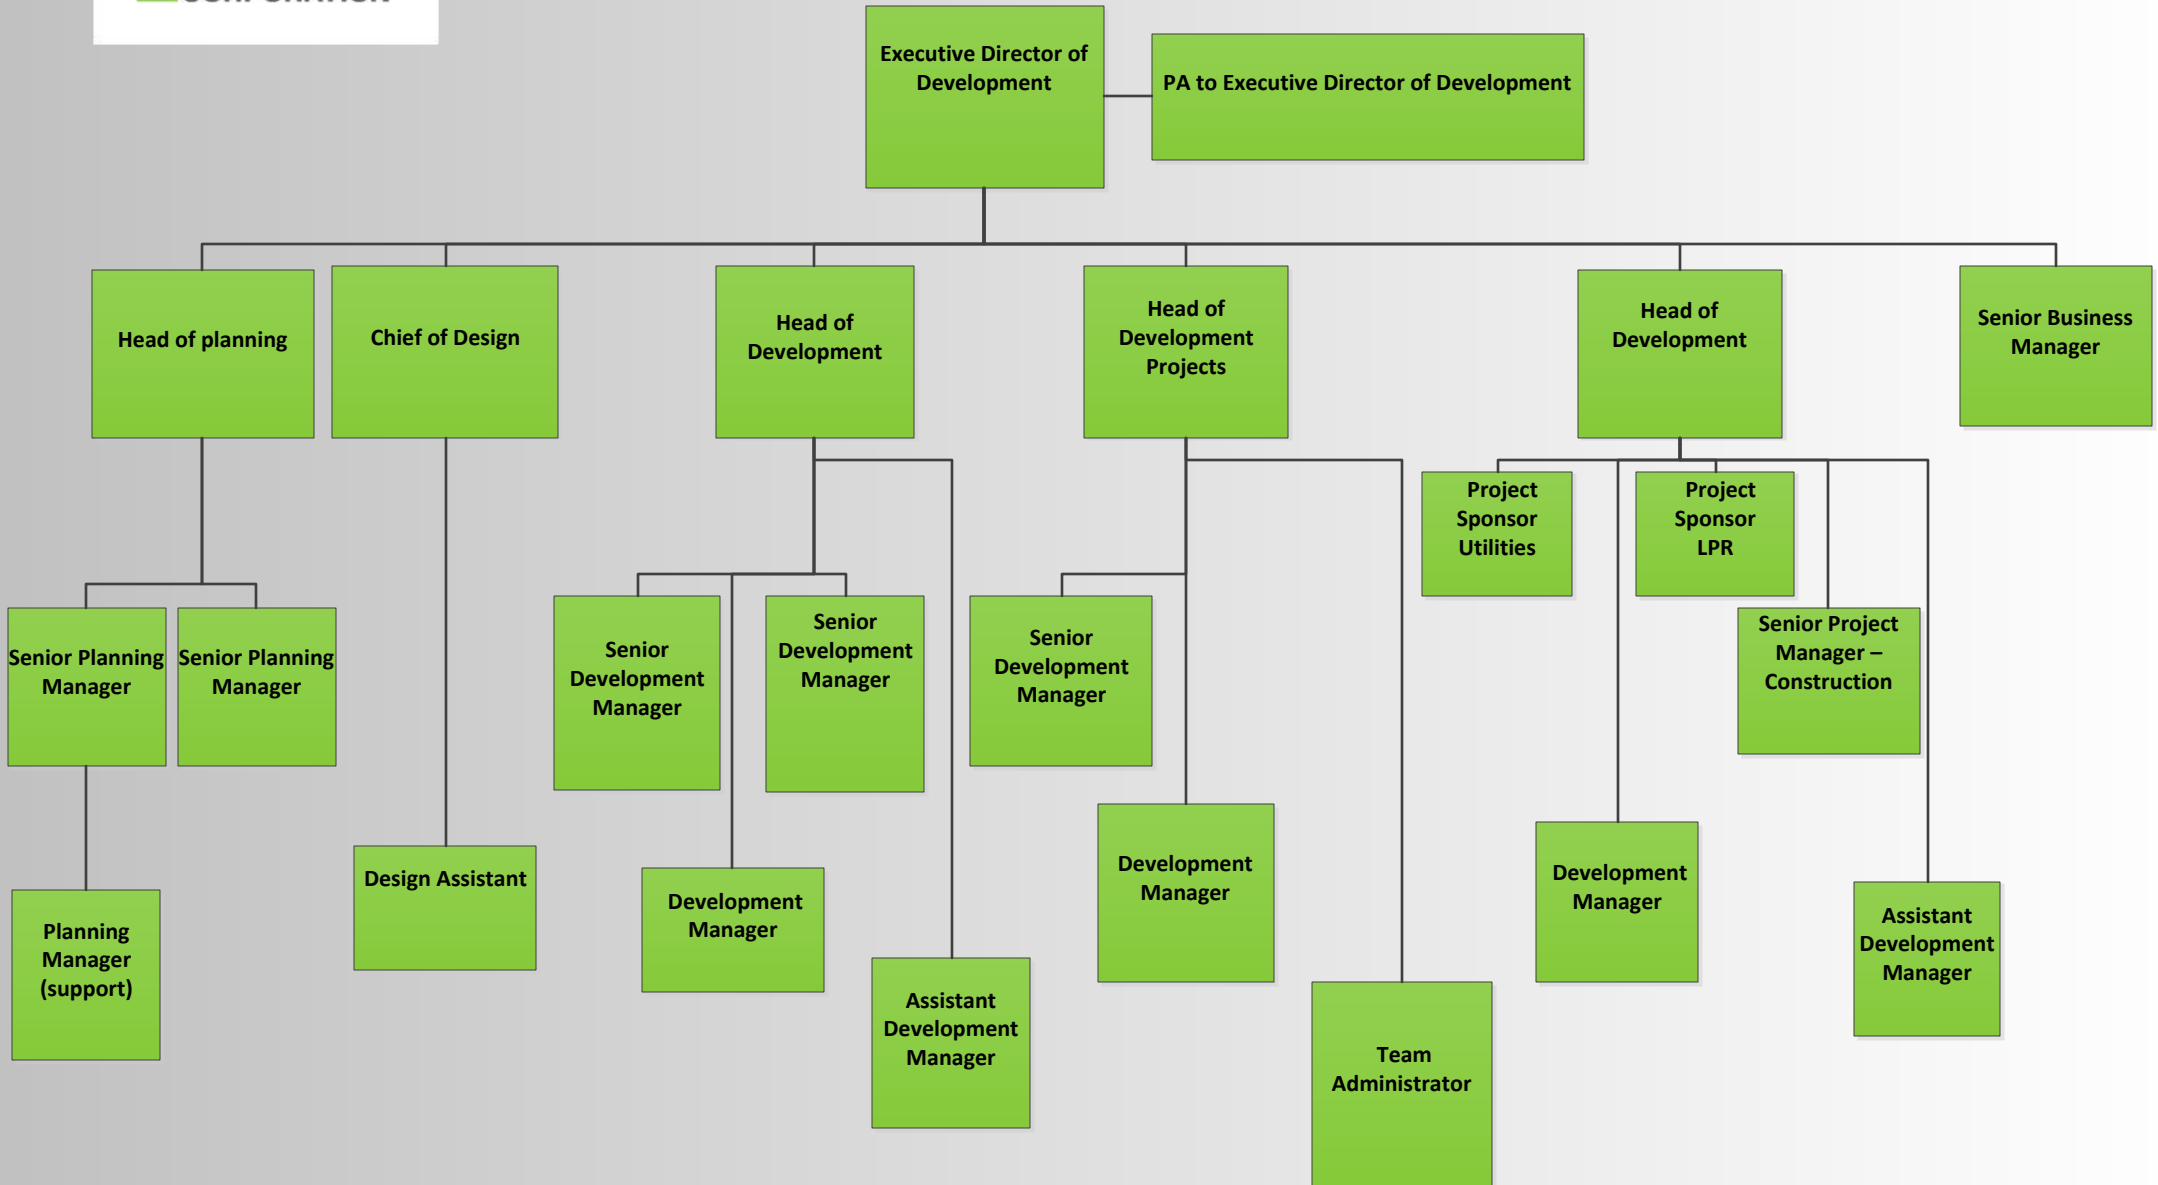 Executive Director of
Development
PA to Executive Director of Development
Head of planning
Chief of Design
Head of
Development
Head of
Development
Projects
Head of
Development
Senior Business
Manager
Project
Sponsor
Utilities
Project
Sponsor
LPR
Senior Planning
Manager
Senior Planning
Manager
Senior
Development
Manager
Senior
Development
Manager
Senior
Development
Manager
Senior Project
Manager –
Construction
Planning
Manager
(support)
Design Assistant
Development
Manager
Assistant
Development
Manager
Development
Manager
Team
Administrator
Development
Manager
Assistant
Development
Manager